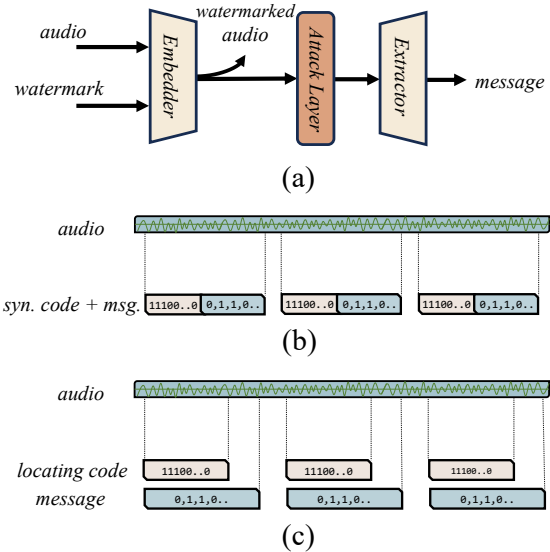 audio
watermark
Embedder
watermarked
audio
Attack Layer
Extractor
message
(a)
audio
syn. code + msg.
11100..0 0,1,1,0.. 11100..0 0,1,1,0.. 11100..0 0,1,1,0..
(b)
audio
locating code
11100..0 11100..0 11100..0
message
0,1,1,0.. 0,1,1,0.. 0,1,1,0..
(c)